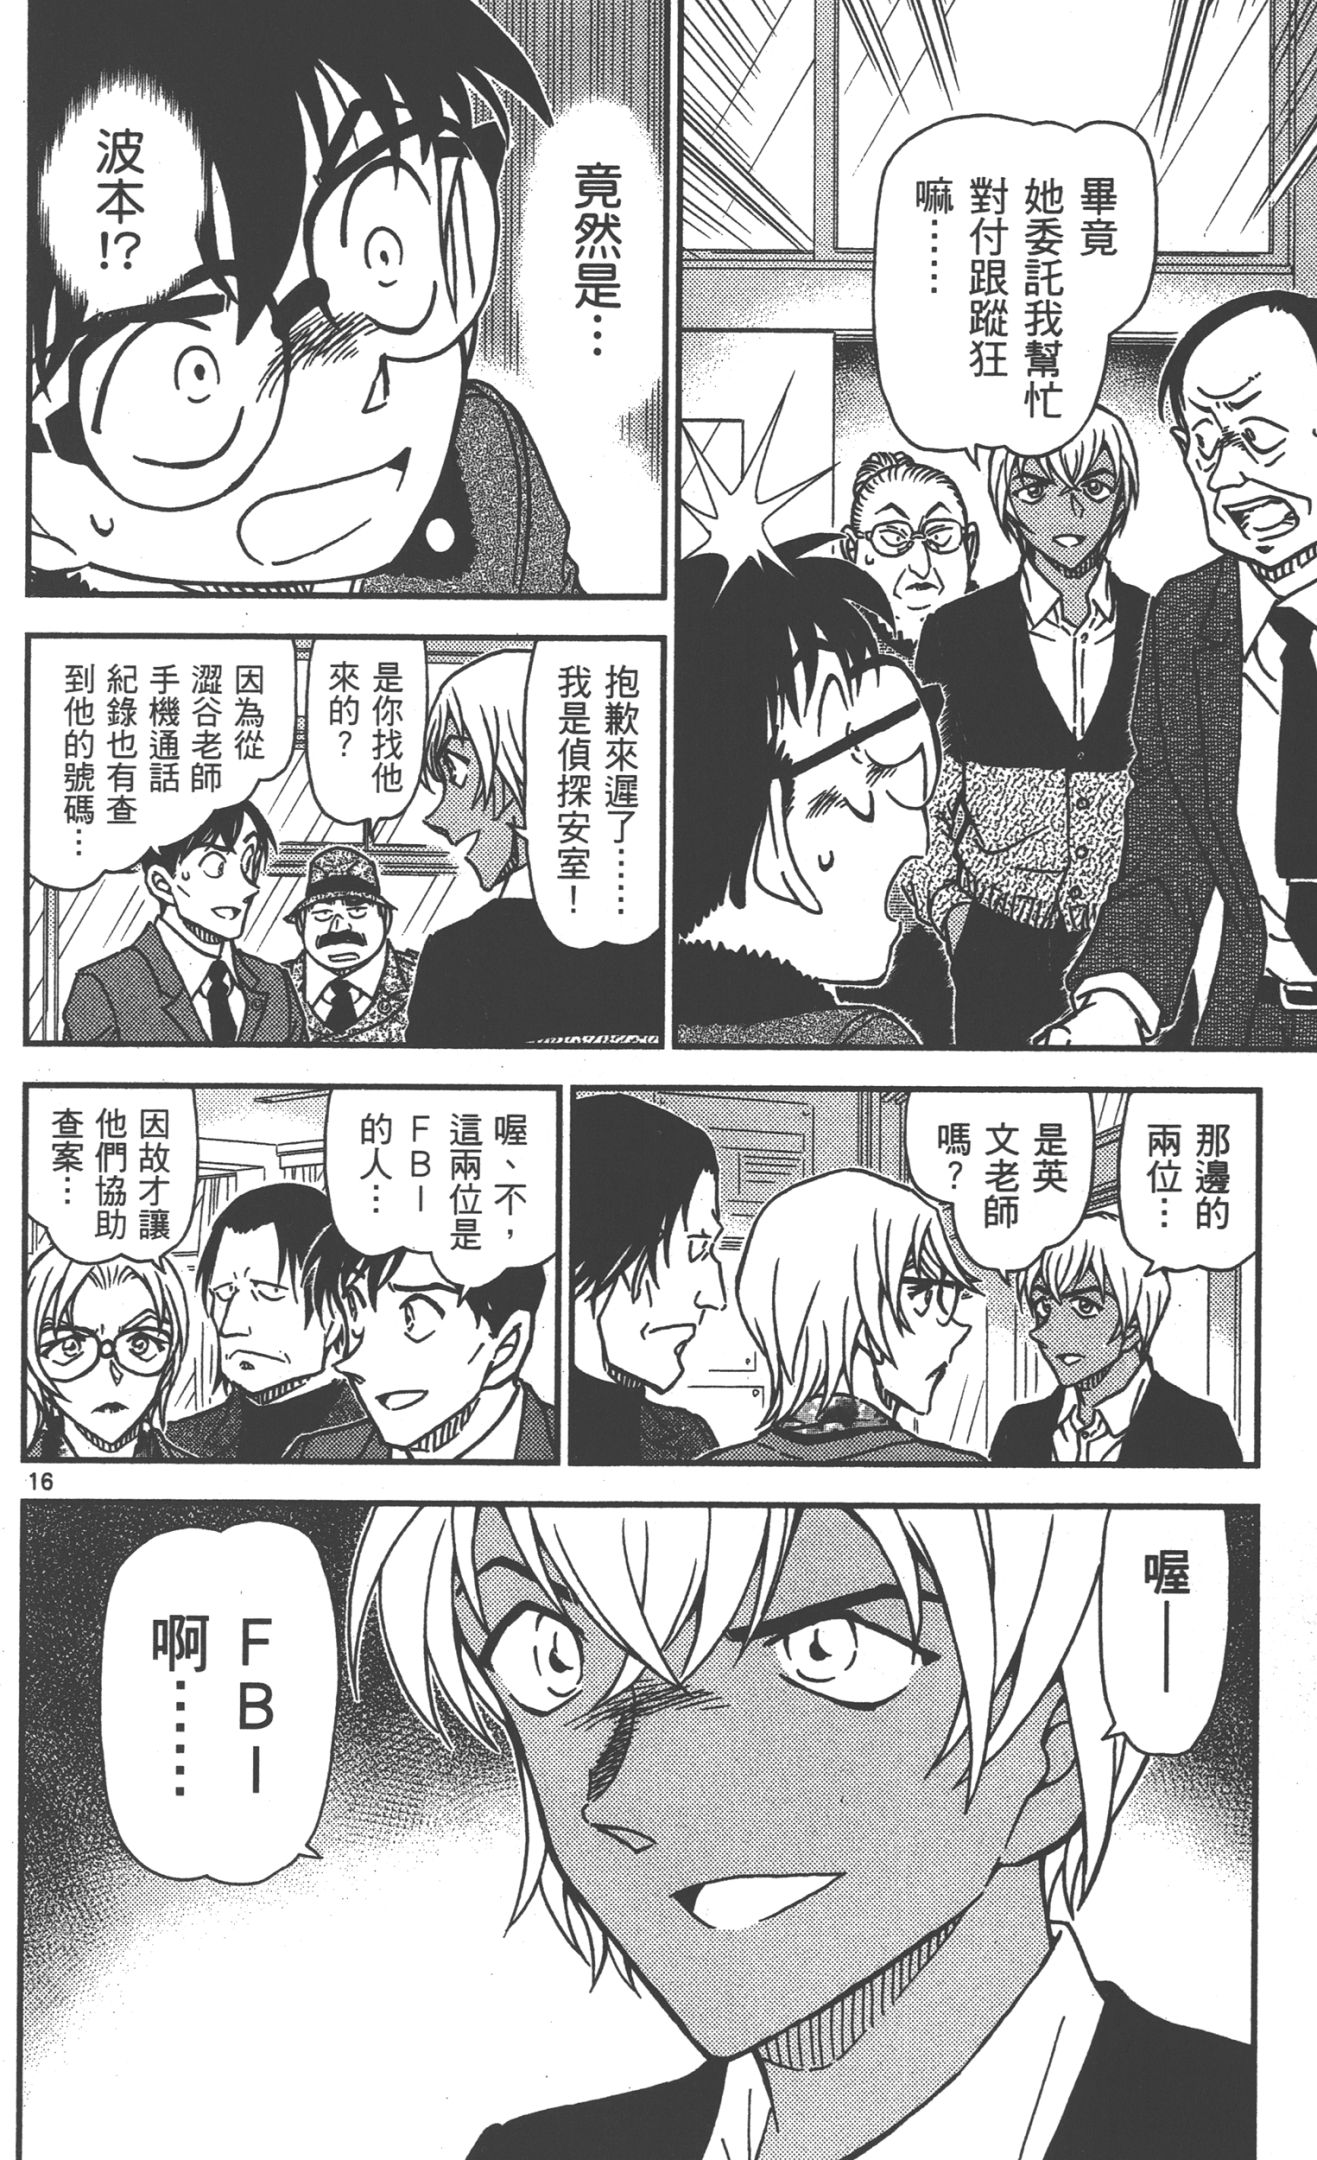 畢竟
她委託我幫忙
對付跟蹤狂
嘛……
竟然是…
波本!?
抱歉來遲了……
我是偵探安室！
是你找他
來的？
因為從
澀谷老師
手機通話
紀錄也有查
到他的號碼…
那邊的
兩位…
是英
文老師
嗎？
喔、不，
這兩位是
FBI
的人…
因故才讓
他們協助
查案…
16
喔──
FBI
啊……